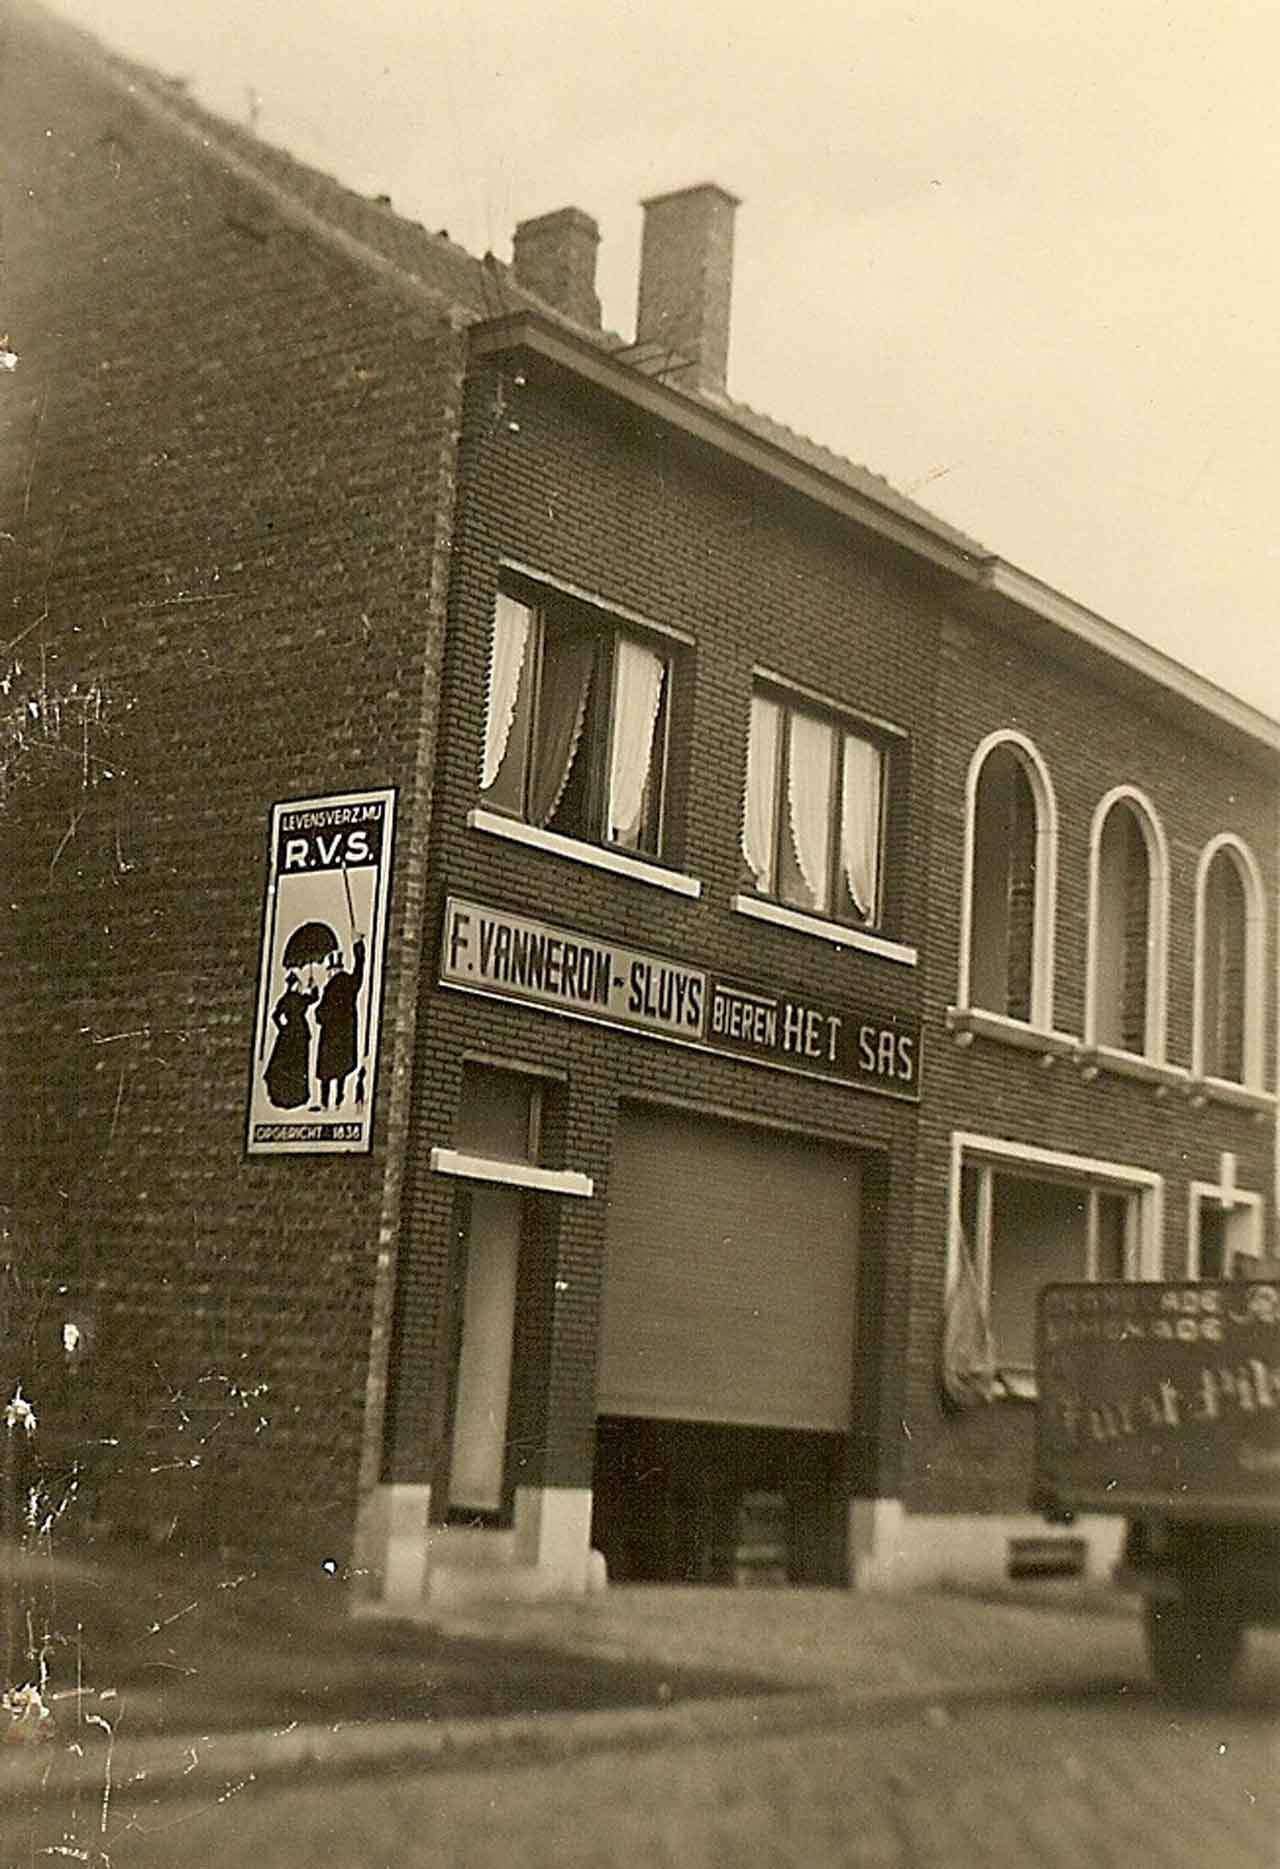 LEVENSVERZ.MIJ
R.V.S.
OPGERICHT 1838
F. VANNEROM - SLUYS
BIEREN HET SAS
LIMONADE